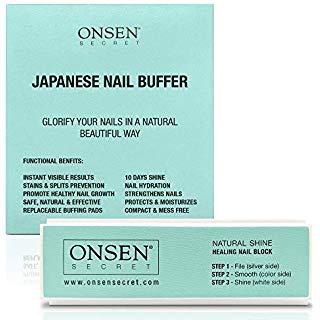 ONSEN®
SECRET
JAPANESE NAIL BUFFER
GLORIFY YOUR NAILS IN A NATURAL
BEAUTIFUL WAY
FUNCTIONAL BENEFITS:
INSTANT VISIBLE RESULTS
STAINS & SPLITS PREVENTION
PROMOTE HEALTHY NAIL GROWTH
SAFE, NATURAL & EFFECTIVE
REPLACEABLE BUFFING PADS
10 DAYS SHINE
NAIL HYDRATION
STRENGTHENS NAILS
PROTECTS & MOISTURIZES
COMPACT & MESS FREE
ONSEN®
SECRET
www.onsensecret.com
NATURAL SHINE
HEALING NAIL BLOCK
STEP 1 - File (silver side)
STEP 2 - Smooth (color side)
STEP 3 - Shine (white side)